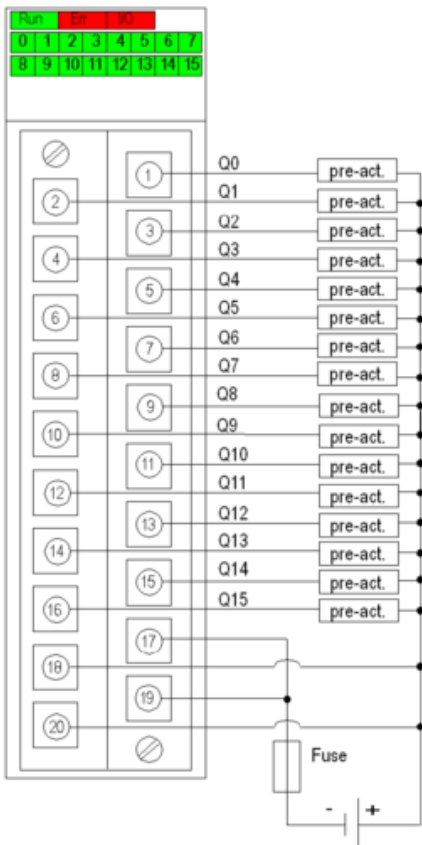 Run Err I/O
0 1 2 3 4 5 6 7
8 9 10 11 12 13 14 15
1 Q0 pre-act.
2 Q1 pre-act.
3 Q2 pre-act.
4 Q3 pre-act.
5 Q4 pre-act.
6 Q5 pre-act.
7 Q6 pre-act.
8 Q7 pre-act.
9 Q8 pre-act.
10 Q9 pre-act.
11 Q10 pre-act.
12 Q11 pre-act.
13 Q12 pre-act.
14 Q13 pre-act.
15 Q14 pre-act.
16 Q15 pre-act.
17
18
19
20
Fuse
- +